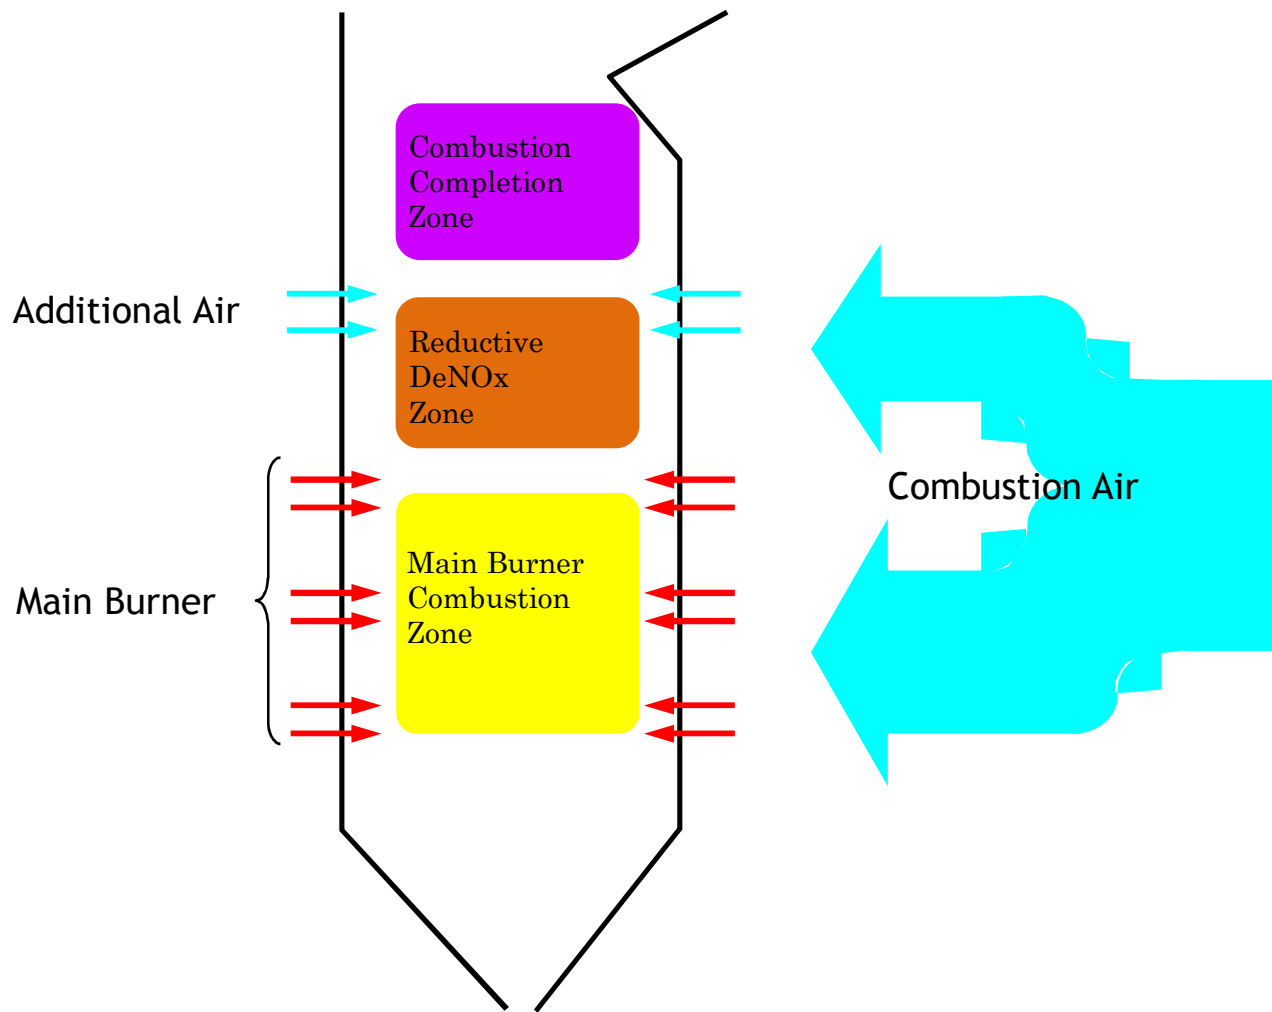 Combustion
Completion
Zone
Additional Air
Reductive
DeNOx
Zone
Combustion Air
Main Burner
Combustion
Zone
Main Burner